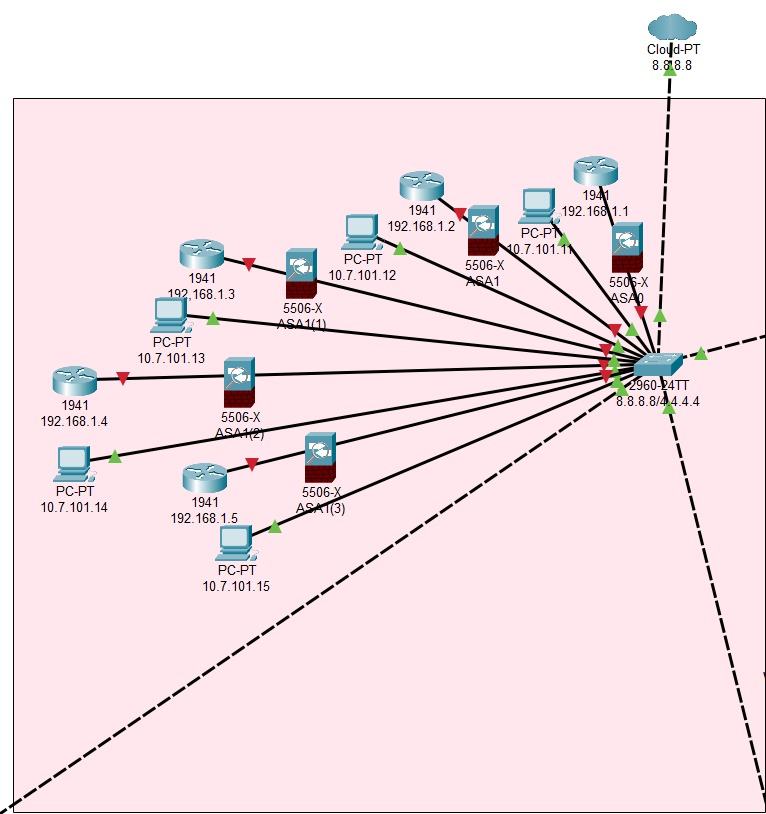 Cloud-PT
8.8.8.8
1941
192.168.1.1
1941
192.168.1.2
PC-PT
10.7.101.11
5506-X
ASA1
5506-X
ASA0
PC-PT
10.7.101.12
1941
192.168.1.3
5506-X
ASA1(1)
PC-PT
10.7.101.13
2960-24TT
8.8.8.8/4.4.4.4
1941
192.168.1.4
5506-X
ASA1(2)
PC-PT
10.7.101.14
1941
192.168.1.5
5506-X
ASA1(3)
PC-PT
10.7.101.15